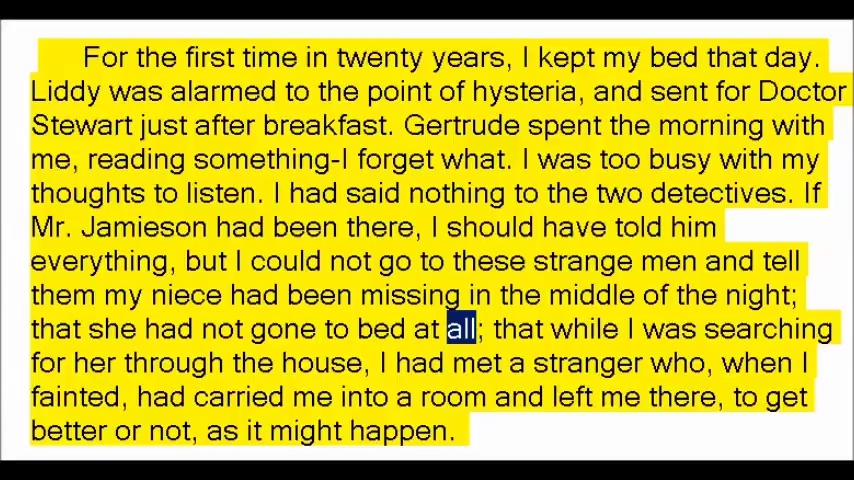 For the first time in twenty years, I kept my bed that day.
Liddy was alarmed to the point of hysteria, and sent for Doctor
Stewart just after breakfast. Gertrude spent the morning with
me, reading something-I forget what. I was too busy with my
thoughts to listen. I had said nothing to the two detectives. If
Mr. Jamieson had been there, I should have told him
everything, but I could not go to these strange men and tell
them my niece had been missing in the middle of the night;
that she had not gone to bed at all; that while I was searching
for her through the house, I had met a stranger who, when I
fainted, had carried me into a room and left me there, to get
better or not, as it might happen.